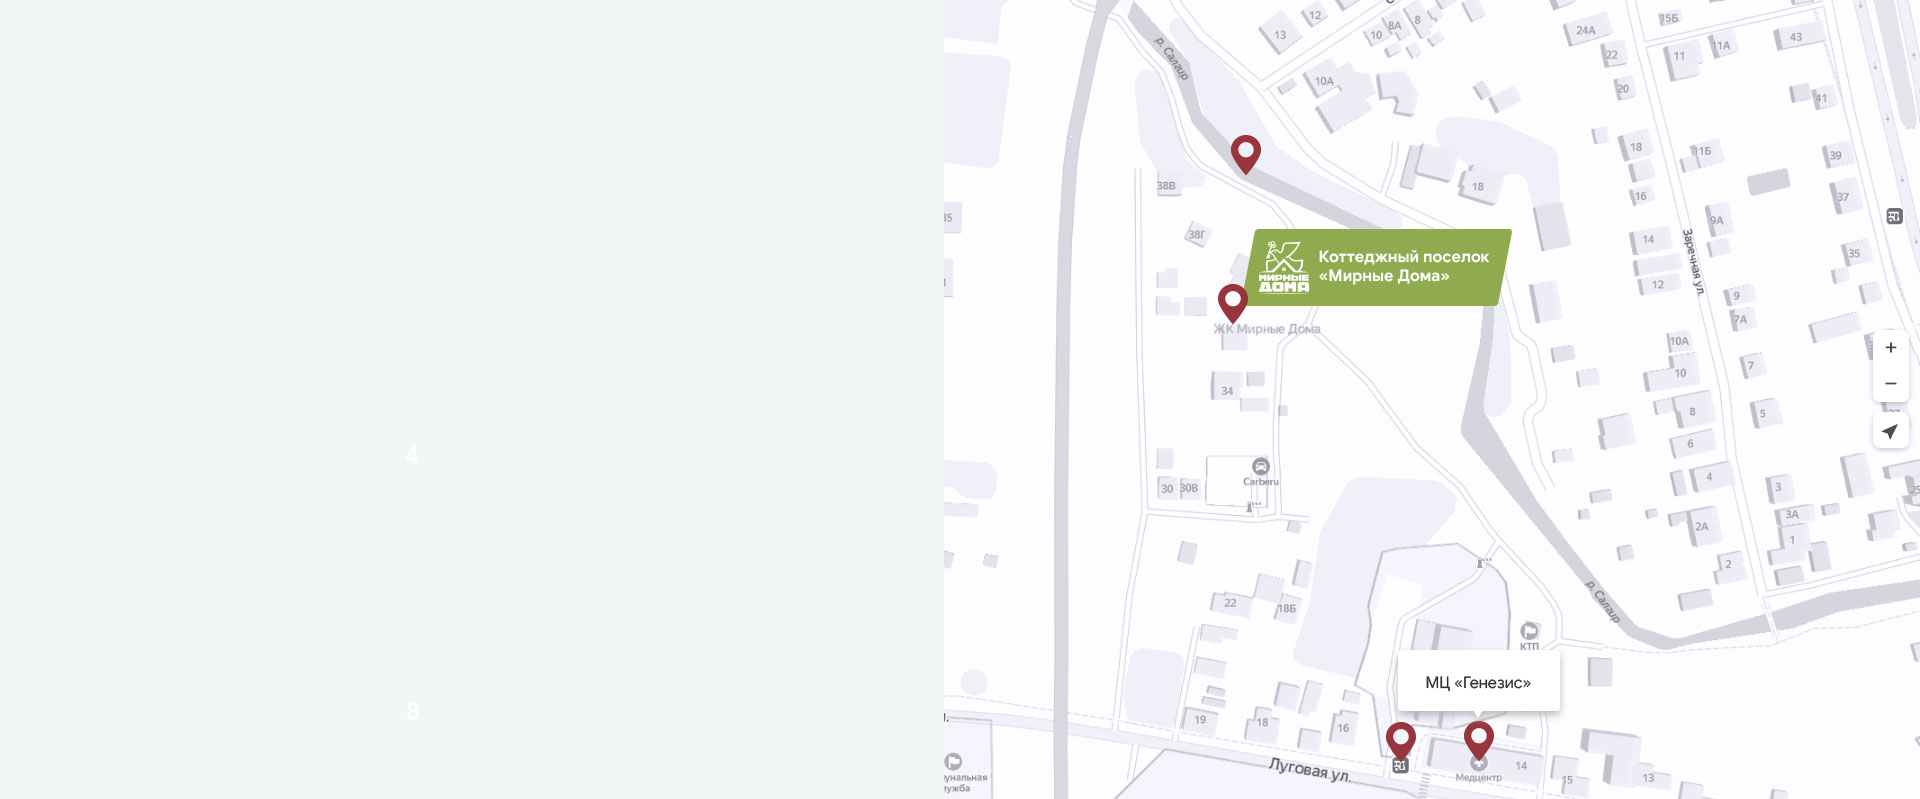 4
8
12
13
10
8А
8
10А
24А
22
20
15Б
11
11А
43
41
р. Салгир
38В
38Г
18
18
16
14
12
11Б
9А
39
37
35
Заречная ул.
Коттеджный поселок
«Мирные Дома»
МИРНЫЕ
ДОМА
ЖК Мирные Дома
34
9
7А
10А
10
7
8
5
6
4
3
3А
2А
1
2
+
−
30
30В
Carberu
22
18Б
р. Салгир
КТП
МЦ «Генезис»
19
18
16
14
15
13
Медцентр
Луговая ул.